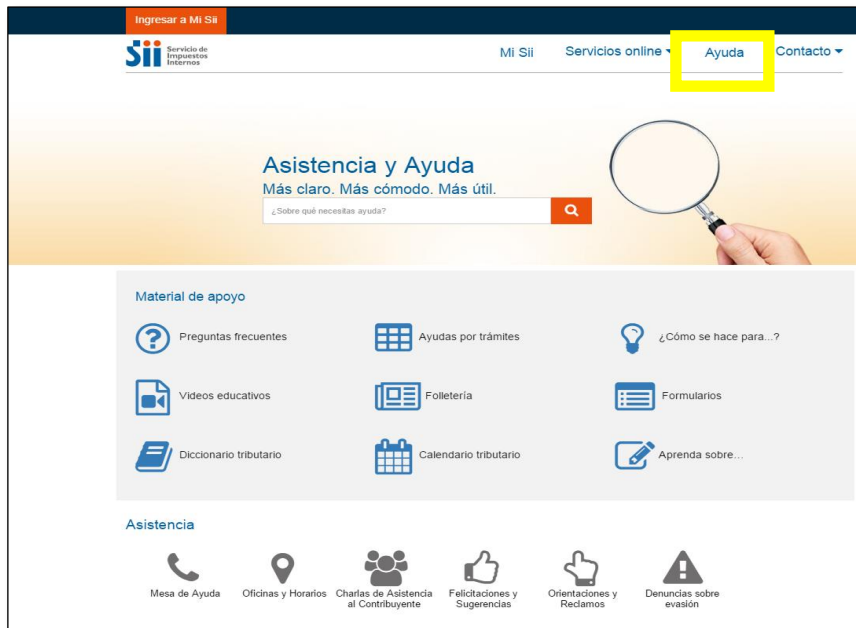 Ingresar a Mi Sii
Sii Servicio de
Impuestos
Internos
Mi Sii Servicios online Ayuda Contacto
Asistencia y Ayuda
Más claro. Más cómodo. Más útil.
¿Sobre qué necesitas ayuda?
Material de apoyo
Preguntas frecuentes Ayudas por trámites ¿Cómo se hace para...?
Videos educativos Folletería Formularios
Diccionario tributario Calendario tributario Aprenda sobre...
Asistencia
Mesa de Ayuda Oficinas y Horarios Charlas de Asistencia Felicitaciones y Orientaciones y Denuncias sobre
al Contribuyente Sugerencias Reclamos evasión